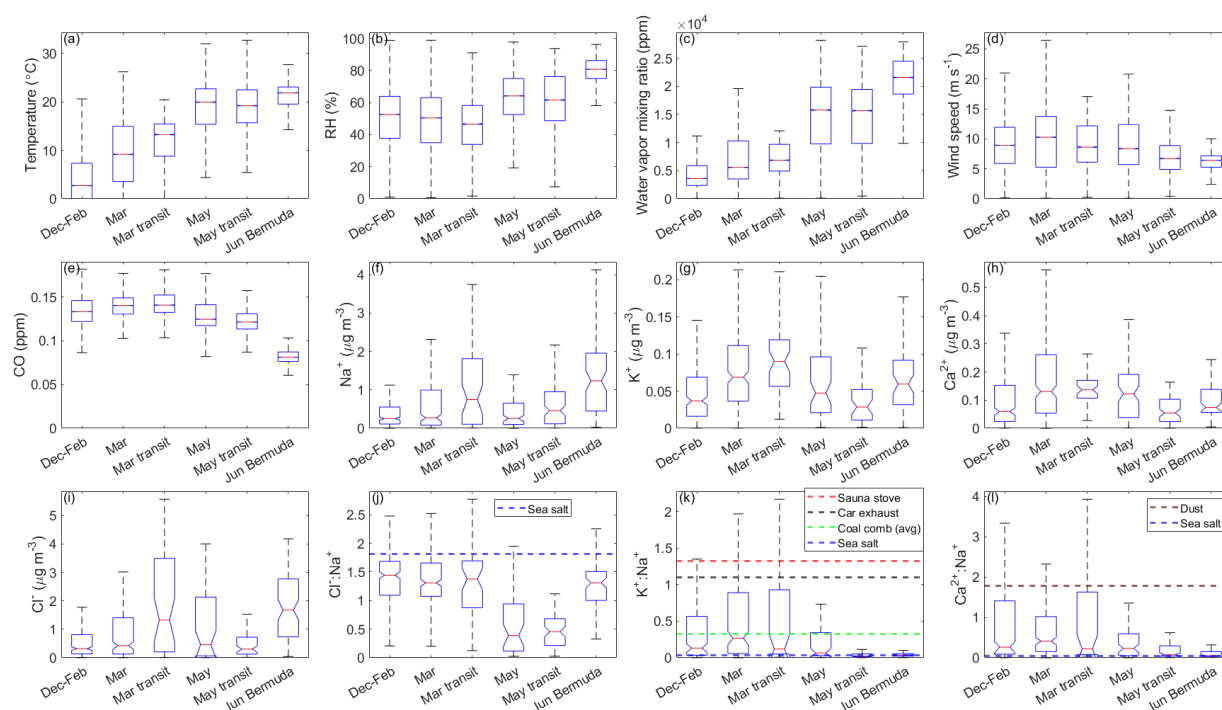 (a)
Temperature (°C)
30
20
10
0
Dec-Feb
Mar
Mar transit
May
May transit
Jun Bermuda
(b)
RH (%)
100
80
60
40
20
0
Dec-Feb
Mar
Mar transit
May
May transit
Jun Bermuda
×10⁴
(c)
Water vapor mixing ratio (ppm)
2.5
2
1.5
1
0.5
0
Dec-Feb
Mar
Mar transit
May
May transit
Jun Bermuda
(d)
Wind speed (m s⁻¹)
25
20
15
10
5
0
Dec-Feb
Mar
Mar transit
May
May transit
Jun Bermuda
(e)
CO (ppm)
0.15
0.1
0.05
0
Dec-Feb
Mar
Mar transit
May
May transit
Jun Bermuda
(f)
Na⁺ (μg m⁻³)
4
3
2
1
0
Dec-Feb
Mar
Mar transit
May
May transit
Jun Bermuda
(g)
K⁺ (μg m⁻³)
0.2
0.15
0.1
0.05
0
Dec-Feb
Mar
Mar transit
May
May transit
Jun Bermuda
(h)
Ca²⁺ (μg m⁻³)
0.5
0.4
0.3
0.2
0.1
0
Dec-Feb
Mar
Mar transit
May
May transit
Jun Bermuda
(i)
Cl⁻ (μg m⁻³)
5
4
3
2
1
0
Dec-Feb
Mar
Mar transit
May
May transit
Jun Bermuda
(j)
Sea salt
Cl⁻:Na⁺
2.5
2
1.5
1
0.5
0
Dec-Feb
Mar
Mar transit
May
May transit
Jun Bermuda
(k)
Sauna stove
Car exhaust
Coal comb (avg)
Sea salt
K⁺:Na⁺
2
1.5
1
0.5
0
Dec-Feb
Mar
Mar transit
May
May transit
Jun Bermuda
(l)
Dust
Sea salt
Ca²⁺:Na⁺
4
3
2
1
0
Dec-Feb
Mar
Mar transit
May
May transit
Jun Bermuda